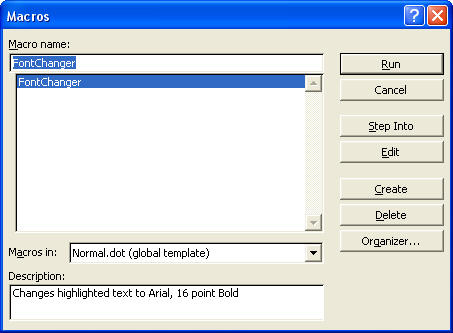 Macros
Macro name:
FontChanger
FontChanger
Run
Cancel
Step Into
Edit
Create
Delete
Organizer...
Macros in:
Normal.dot (global template)
Description:
Changes highlighted text to Arial, 16 point Bold